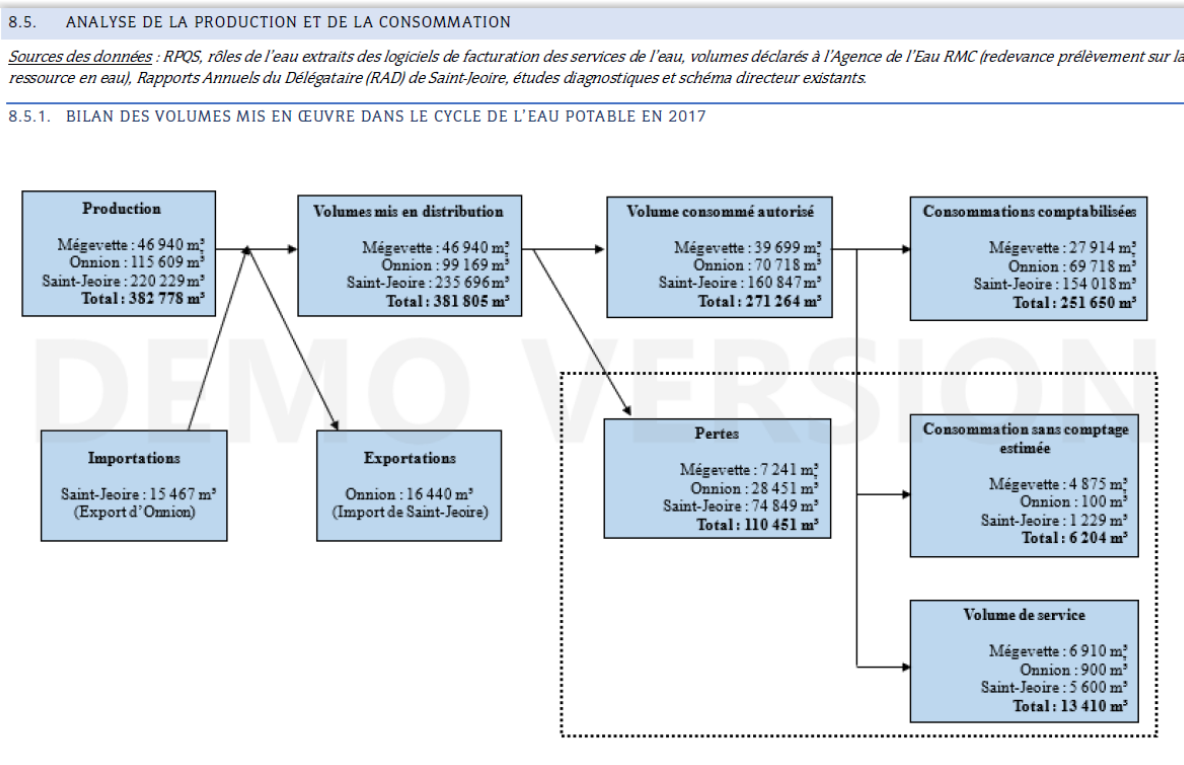 8.5. ANALYSE DE LA PRODUCTION ET DE LA CONSOMMATION
Sources des données : RPQS, rôles de l'eau extraits des logiciels de facturation des services de l'eau, volumes déclarés à l'Agence de l'Eau RMC (redevance prélèvement sur la
ressource en eau), Rapports Annuels du Délégataire (RAD) de Saint-Jeoire, études diagnostiques et schéma directeur existants.
8.5.1. BILAN DES VOLUMES MIS EN ŒUVRE DANS LE CYCLE DE L'EAU POTABLE EN 2017
Production
Mégevette : 46 940 m³
Onnion : 115 609 m³
Saint-Jeoire : 220 229 m³
Total : 382 778 m³
Volumes mis en distribution
Mégevette : 46 940 m³
Onnion : 99 169 m³
Saint-Jeoire : 235 696 m³
Total : 381 805 m³
Volume consommé autorisé
Mégevette : 39 699 m³
Onnion : 70 718 m³
Saint-Jeoire : 160 847 m³
Total : 271 264 m³
Consommations comptabilisées
Mégevette : 27 914 m³
Onnion : 69 718 m³
Saint-Jeoire : 154 018 m³
Total : 251 650 m³
DEMO VERSION
Importations
Saint-Jeoire : 15 467 m³
(Export d'Onnion)
Exportations
Onnion : 16 440 m³
(Import de Saint-Jeoire)
Pertes
Mégevette : 7 241 m³
Onnion : 28 451 m³
Saint-Jeoire : 74 849 m³
Total : 110 451 m³
Consommation sans comptage
estimée
Mégevette : 4 875 m³
Onnion : 100 m³
Saint-Jeoire : 1 229 m³
Total : 6 204 m³
Volume de service
Mégevette : 6 910 m³
Onnion : 900 m³
Saint-Jeoire : 5 600 m³
Total : 13 410 m³